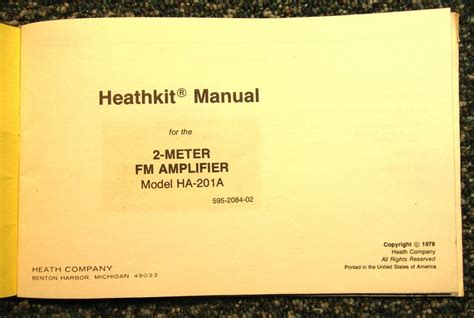 Heathkit® Manual
for the
2-METER
FM AMPLIFIER
Model HA-201A
595-2084-02
Copyright © 1978
Heath Company
All Rights Reserved
Printed in the United States of America
HEATH COMPANY
BENTON HARBOR, MICHIGAN 49022